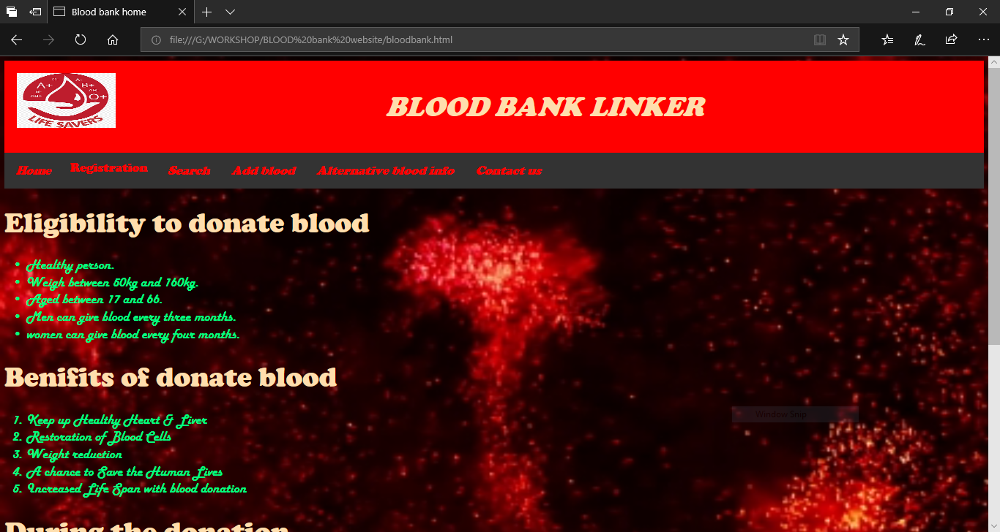 Blood bank home
file:///G:/WORKSHOP/BLOOD%20bank%20website/bloodbank.html
A+ B+
O+
LIFE SAVERS
BLOOD BANK LINKER
Home Registration Search Add blood Alternative blood info Contact us
Eligibility to donate blood
• Healthy person.
• Weigh between 50kg and 160kg.
• Aged between 17 and 66.
• Men can give blood every three months.
• women can give blood every four months.
Benifits of donate blood
1. Keep up Healthy Heart & Liver
2. Restoration of Blood Cells
3. Weight reduction
4. A chance to Save the Human Lives
5. Increased Life Span with blood donation
Window Snip
During the donation